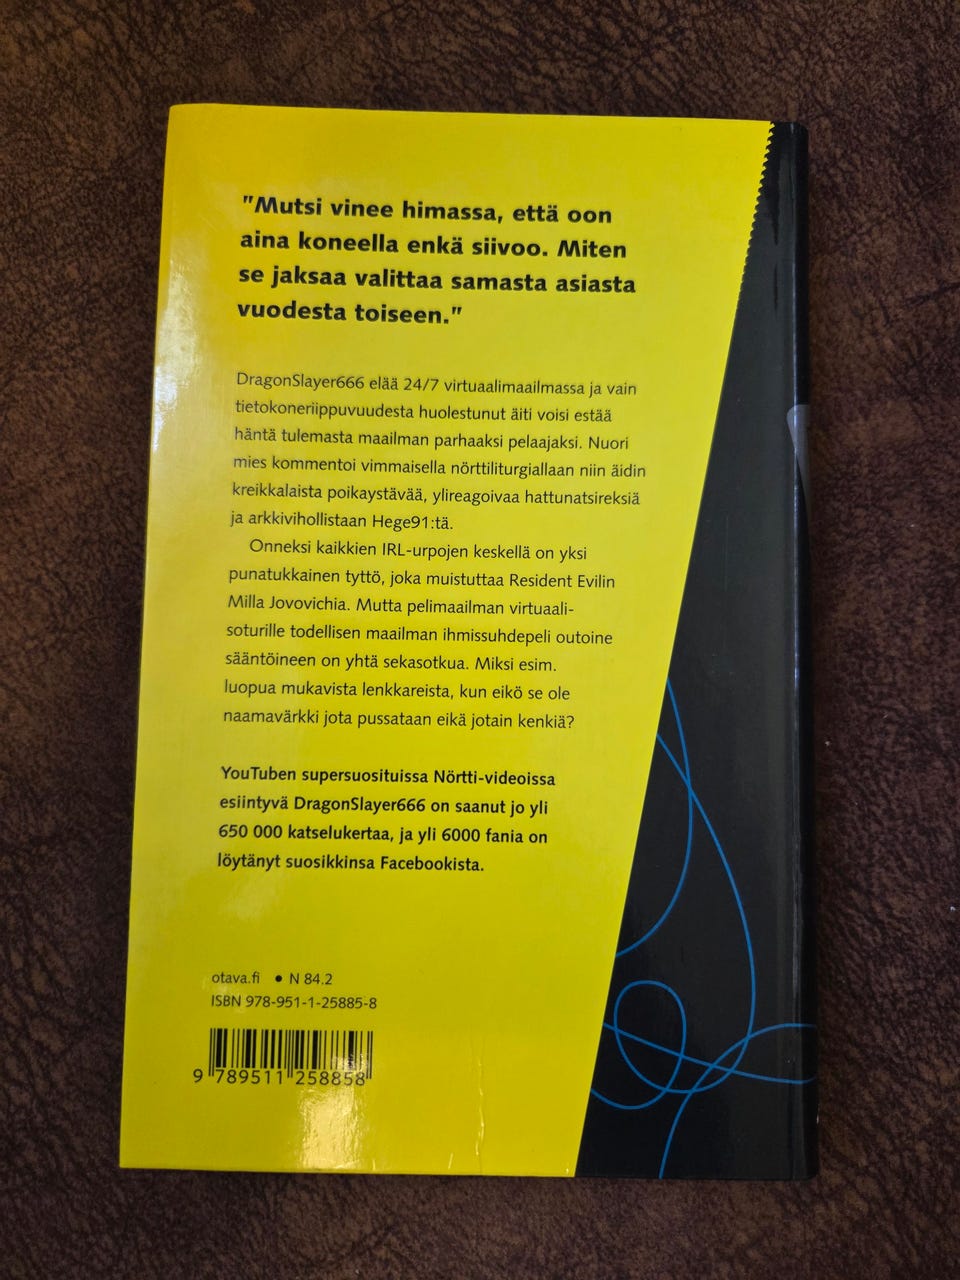 "Mutsi vinee himassa, että oon
aina koneella enkä siivoo. Miten
se jaksaa valittaa samasta asiasta
vuodesta toiseen."
DragonSlayer666 elää 24/7 virtuaalimaailmassa ja vain
tietokoneriippuvuudesta huolestunut äiti voisi estää
häntä tulemasta maailman parhaaksi pelaajaksi. Nuori
mies kommentoi vimmaisella nörttiliturgiallaan niin äidin
kreikkalaista poikaystävää, ylireagoivaa hattunatsireksiä
ja arkkivihollistaan Hege91:tä.
Onneksi kaikkien IRL-urpojen keskellä on yksi
punatukkainen tyttö, joka muistuttaa Resident Evilin
Milla Jovovichia. Mutta pelimaailman virtuaali-
soturille todellisen maailman ihmissuhdepeli outoine
sääntöineen on yhtä sekasotkua. Miksi esim.
luopua mukavista lenkkareista, kun eikö se ole
naamavärkki jota pussataan eikä jotain kenkiä?
YouTuben supersuosituissa Nörtti-videoissa
esiintyvä DragonSlayer666 on saanut jo yli
650 000 katselukertaa, ja yli 6000 fania on
löytänyt suosikkinsa Facebookista.
otava.fi • N 84.2
ISBN 978-951-1-25885-8
9 789511 258858